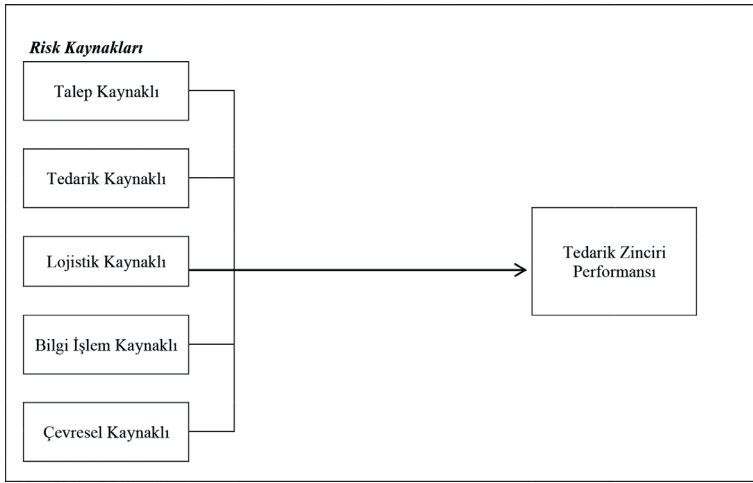 Risk Kaynakları
Talep Kaynaklı
Tedarik Kaynaklı
Lojistik Kaynaklı
Bilgi İşlem Kaynaklı
Çevresel Kaynaklı
Tedarik Zinciri
Performansı